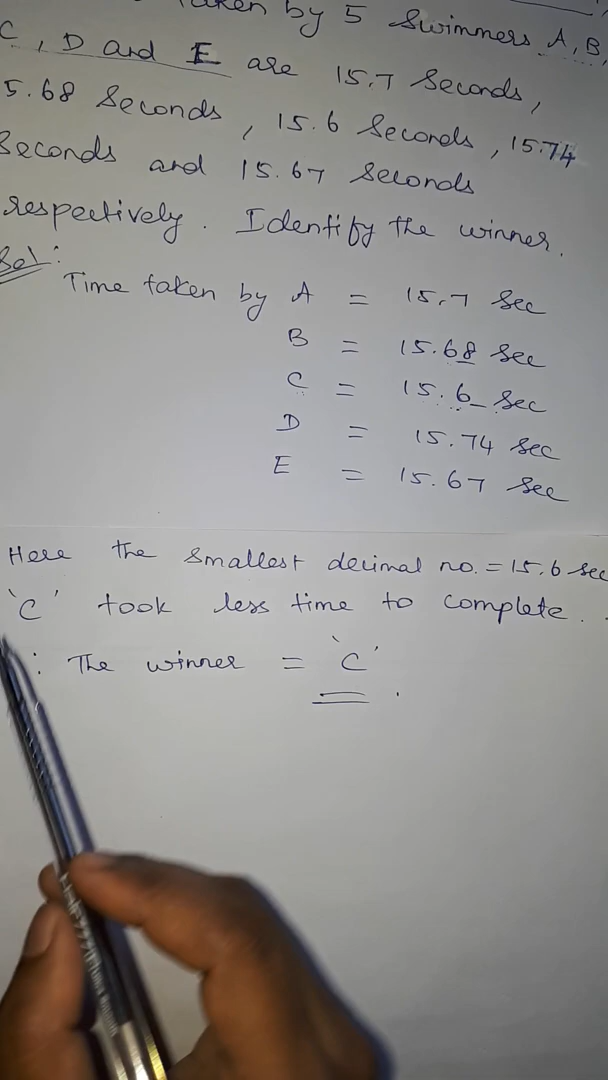 taken by 5 Swimmers A, B,
C, D and E are 15.7 Seconds,
5.68 Seconds, 15.6 Seconds, 15.74
Seconds and 15.67 Seconds
respectively. Identify the winner.
Sol:
Time taken by A = 15.7 Sec
B = 15.68 Sec
C = 15.6_ Sec
D = 15.74 Sec
E = 15.67 Sec
Here the smallest decimal no. = 15.6 sec
'C' took less time to complete.
: The winner = 'C'.